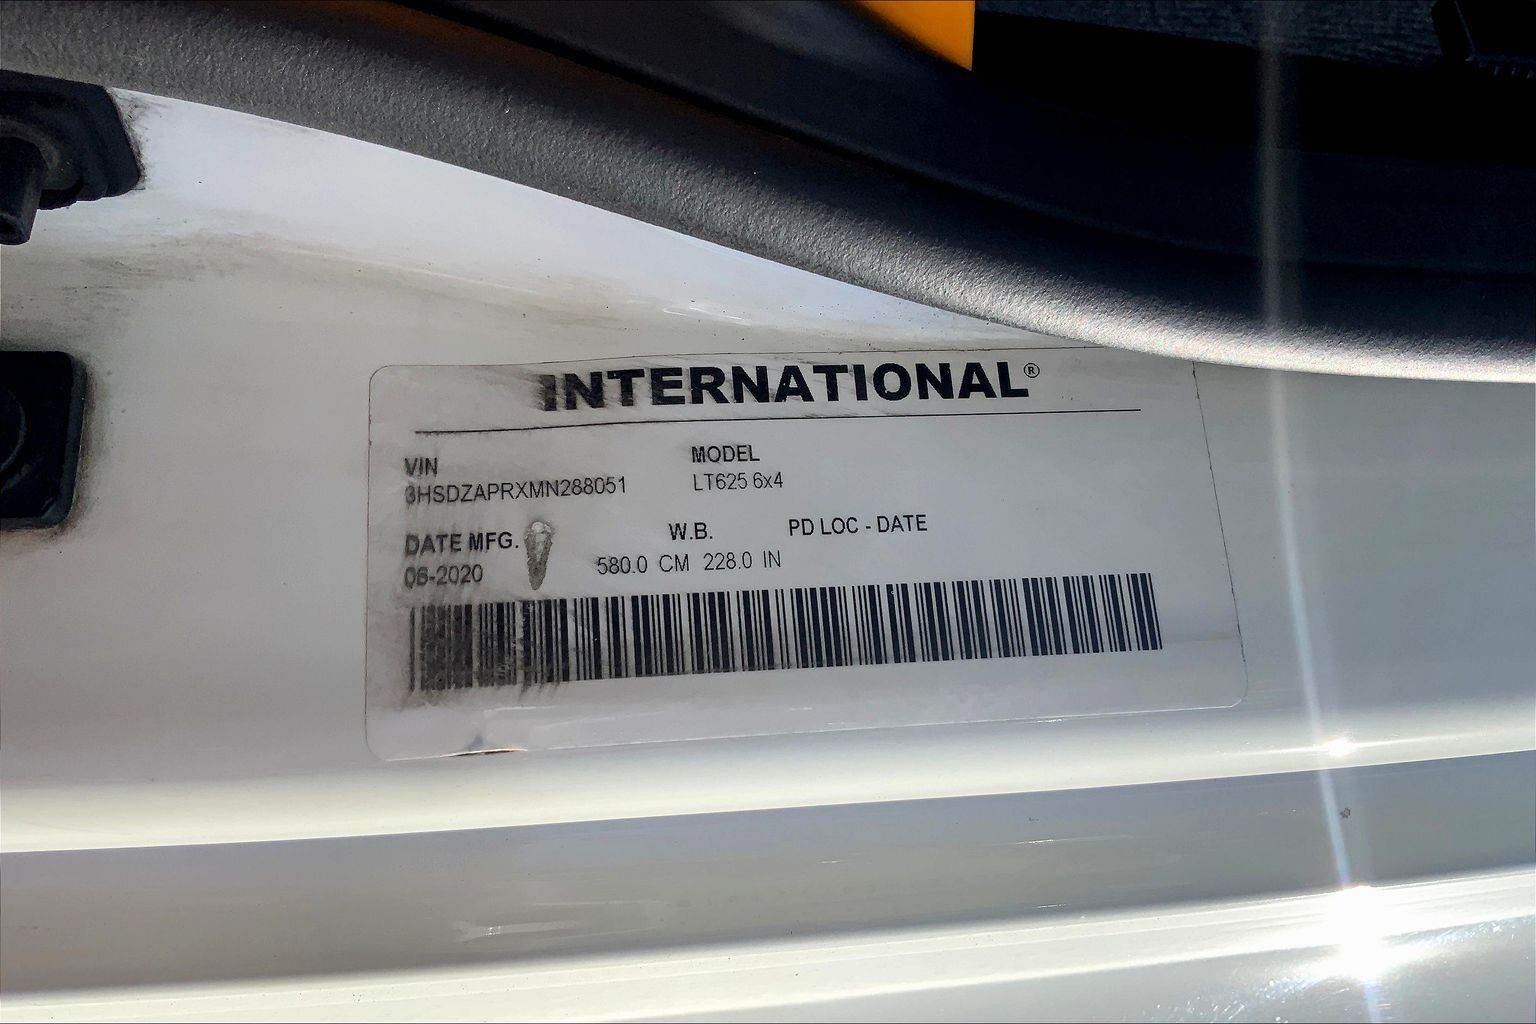 INTERNATIONAL®
VIN
3HSDZAPRXMN288051
MODEL
LT625 6x4
DATE MFG.
06-2020
W.B.
580.0 CM 228.0 IN
PD LOC - DATE